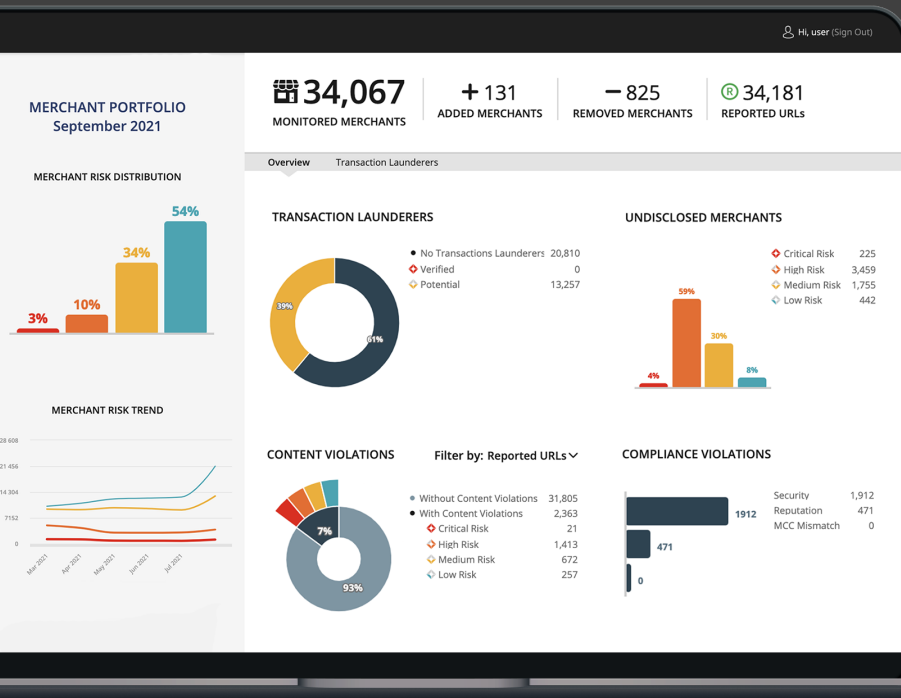 Hi, user (Sign Out)
MERCHANT PORTFOLIO
September 2021
34,067
MONITORED MERCHANTS
+ 131
ADDED MERCHANTS
− 825
REMOVED MERCHANTS
R 34,181
REPORTED URLs
Overview
Transaction Launderers
MERCHANT RISK DISTRIBUTION
3%
10%
34%
54%
MERCHANT RISK TREND
28 608
21 456
14 304
7152
0
Mar 2021
Apr 2021
May 2021
Jun 2021
Jul 2021
TRANSACTION LAUNDERERS
39%
61%
No Transactions Launderers 20,810
Verified 0
Potential 13,257
UNDISCLOSED MERCHANTS
4%
59%
30%
8%
Critical Risk 225
High Risk 3,459
Medium Risk 1,755
Low Risk 442
CONTENT VIOLATIONS
Filter by: Reported URLs
7%
93%
Without Content Violations 31,805
With Content Violations 2,363
Critical Risk 21
High Risk 1,413
Medium Risk 672
Low Risk 257
COMPLIANCE VIOLATIONS
1912
471
0
Security 1,912
Reputation 471
MCC Mismatch 0